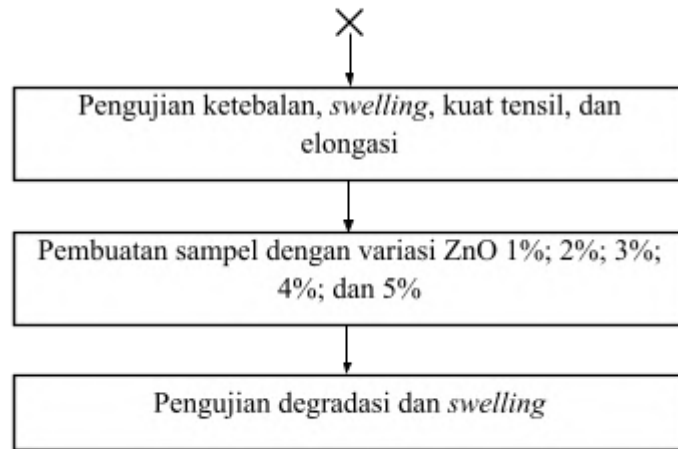 Pengujian ketebalan, swelling, kuat tensil, dan
elongasi
Pembuatan sampel dengan variasi ZnO 1%; 2%; 3%;
4%; dan 5%
Pengujian degradasi dan swelling